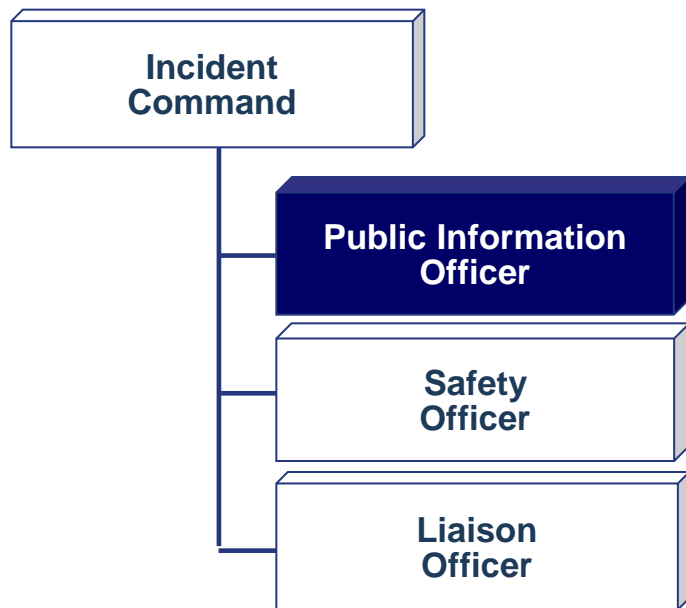 Incident
Command
Public Information
Officer
Safety
Officer
Liaison
Officer